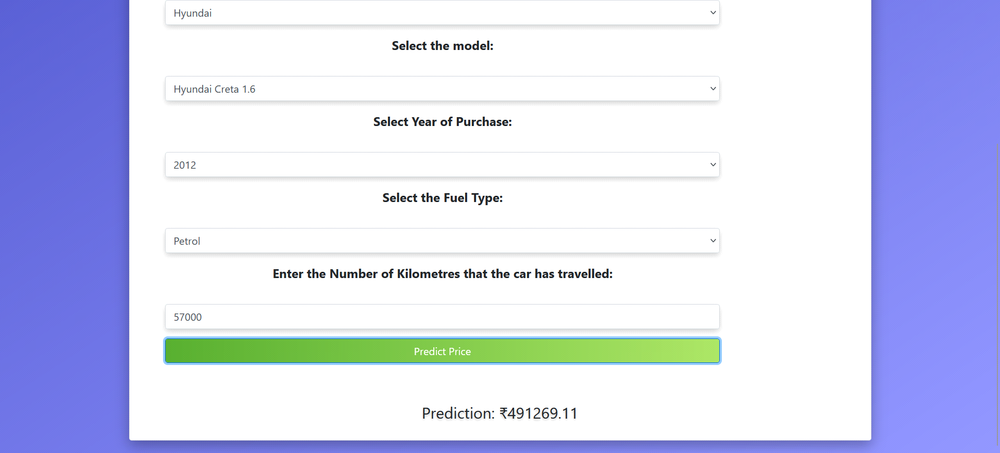 Hyundai
Select the model:
Hyundai Creta 1.6
Select Year of Purchase:
2012
Select the Fuel Type:
Petrol
Enter the Number of Kilometres that the car has travelled:
57000
Predict Price
Prediction: ₹491269.11